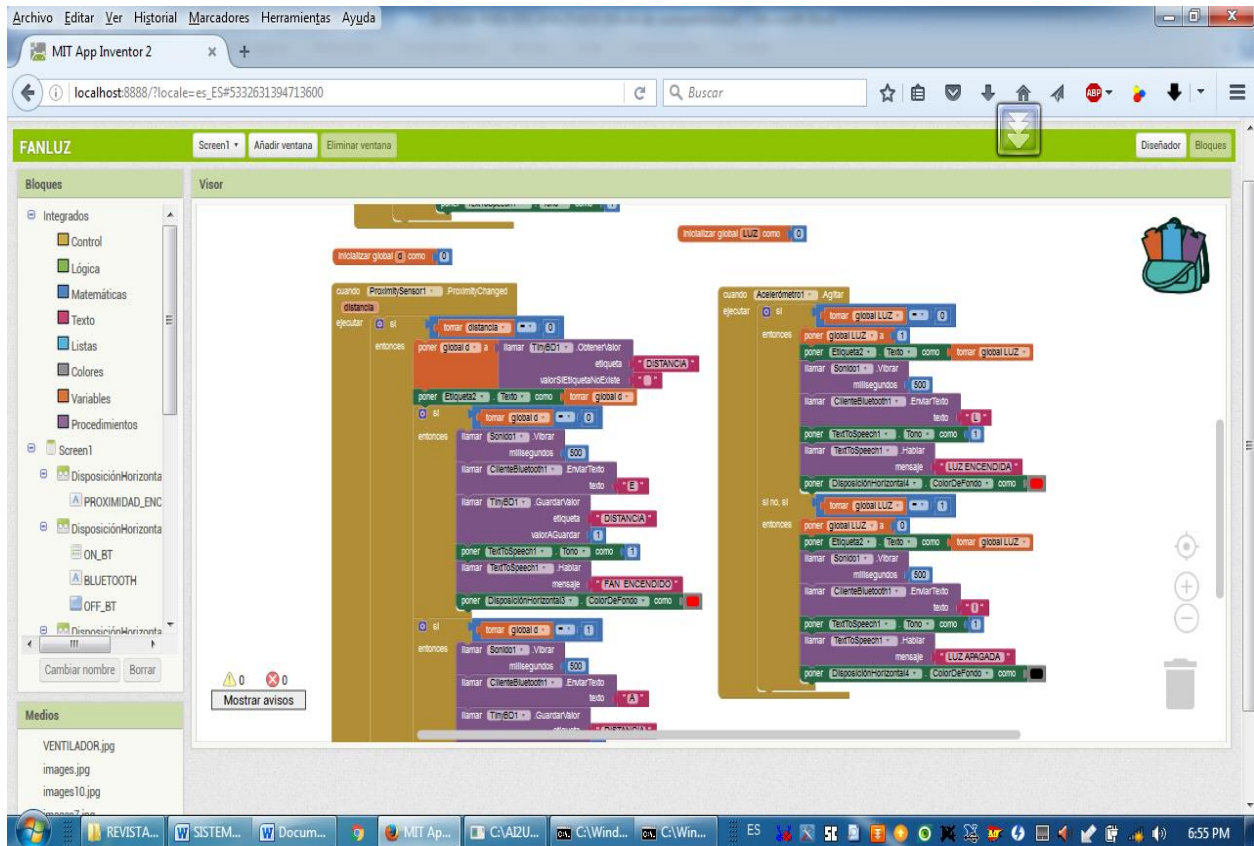 Archivo Editar Ver Historial Marcadores Herramientas Ayuda
MIT App Inventor 2
localhost:8888/?locale=es_ES#5332631394713600
Buscar
ABP
FANLUZ
Screen1
Añadir ventana
Eliminar ventana
Diseñador
Bloques
Bloques
Visor
Integrados
Control
Lógica
Matemáticas
Texto
Listas
Colores
Variables
Procedimientos
Screen1
DisposiciónHorizonta
PROXIMIDAD_ENC
DisposiciónHorizonta
ON_BT
BLUETOOTH
OFF_BT
DisposiciónHorizonta
Cambiar nombre
Borrar
Medios
VENTILADOR.jpg
images.jpg
images10.jpg
0 0
Mostrar avisos
inicializar global d como 0
cuando ProximitySensor1 .ProximityChanged
distancia
ejecutar si tomar distancia = 0
entonces poner global d a llamar TinyBD1 .ObtenerValor
etiqueta " DISTANCIA "
valorSiEtiquetaNoExiste " "
poner Etiqueta2 . Texto como tomar global d
si tomar global d = 0
entonces llamar Sonido1 .Vibrar
milisegundos 500
llamar ClienteBluetooth1 .EnviarTexto
texto " E "
llamar TinyBD1 .GuardarValor
etiqueta " DISTANCIA "
valorAGuardar 1
poner TextToSpeech1 . Tono como 1
llamar TextToSpeech1 .Hablar
mensaje " FAN ENCENDIDO "
poner DisposiciónHorizontal3 . ColorDeFondo como
si tomar global d = 1
entonces llamar Sonido1 .Vibrar
milisegundos 500
llamar ClienteBluetooth1 .EnviarTexto
texto " A "
llamar TinyBD1 .GuardarValor
inicializar global LUZ como 0
cuando Acelerómetro1 .Agitar
ejecutar si tomar global LUZ = 0
entonces poner global LUZ a 1
poner Etiqueta2 . Texto como tomar global LUZ
llamar Sonido1 .Vibrar
milisegundos 500
llamar ClienteBluetooth1 .EnviarTexto
texto " L "
poner TextToSpeech1 . Tono como 1
llamar TextToSpeech1 .Hablar
mensaje " LUZ ENCENDIDA "
poner DisposiciónHorizontal4 . ColorDeFondo como
si no, si tomar global LUZ = 1
entonces poner global LUZ a 0
poner Etiqueta2 . Texto como tomar global LUZ
llamar Sonido1 .Vibrar
milisegundos 500
llamar ClienteBluetooth1 .EnviarTexto
poner TextToSpeech1 . Tono como 1
llamar TextToSpeech1 .Hablar
mensaje " LUZ APAGADA "
poner DisposiciónHorizontal4 . ColorDeFondo como
REVISTA...
SISTEM...
Docum...
MIT Ap...
C:\AI2U...
C:\Wind...
C:\Win...
ES
6:55 PM